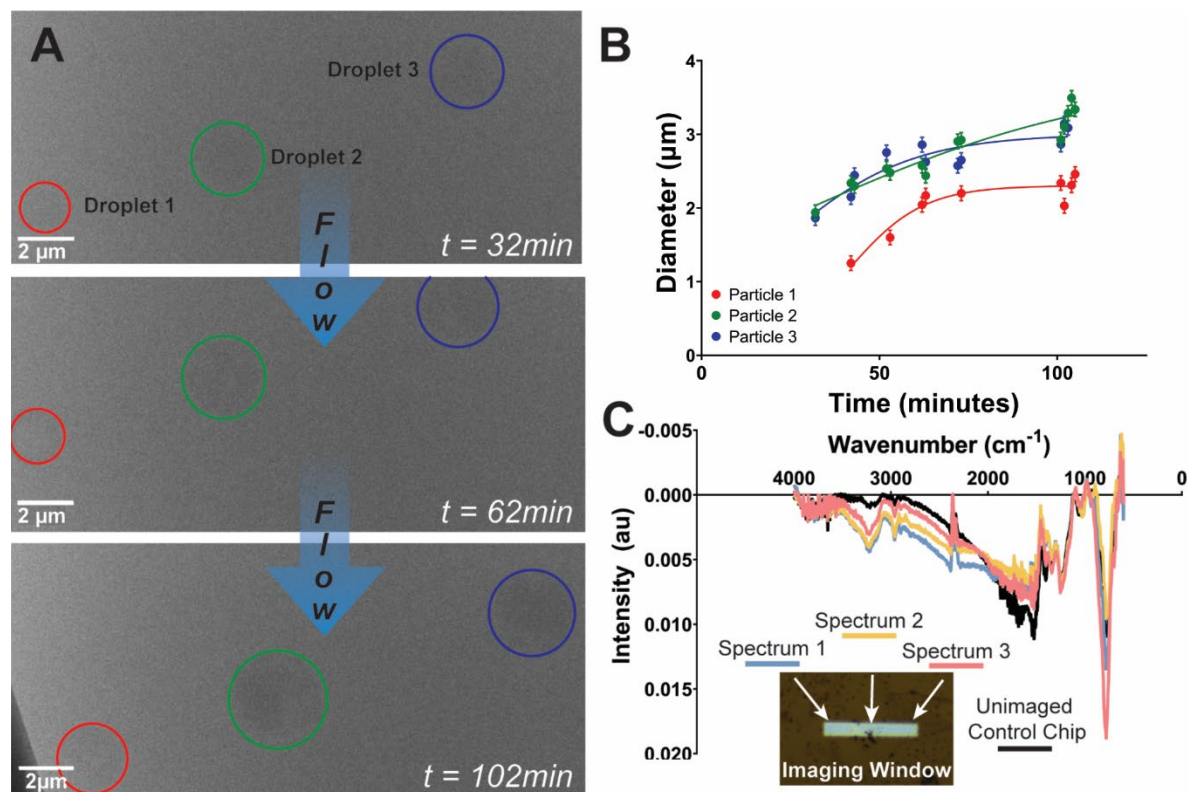 A
Droplet 3
Droplet 2
Droplet 1
2 μm
Flow
t = 32min
2 μm
Flow
t = 62min
2μm
t = 102min
B
Diameter (μm)
4
3
2
1
0
0
50
100
Time (minutes)
Particle 1
Particle 2
Particle 3
C
Wavenumber (cm-1)
4000
3000
2000
1000
0
Intensity (au)
-0.005
0.000
0.005
0.010
0.015
0.020
Spectrum 1
Spectrum 2
Spectrum 3
Unimaged
Control Chip
Imaging Window